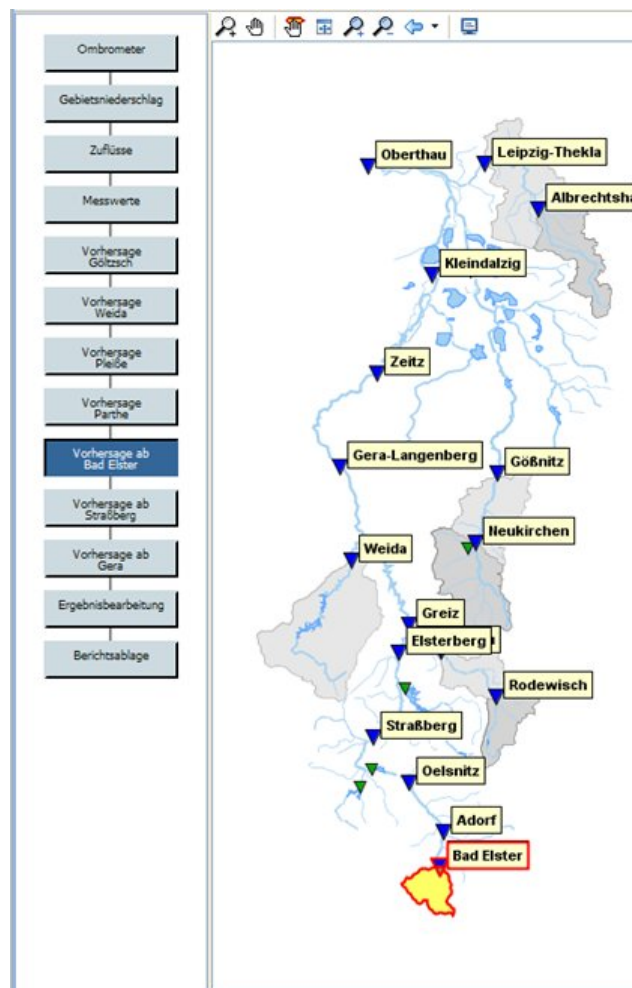 Ombrometer
Gebietsniederschlag
Zuflüsse
Messwerte
Vorhersage
Göltzsch
Vorhersage
Weida
Vorhersage
Pleiße
Vorhersage
Parthe
Vorhersage ab
Bad Elster
Vorhersage ab
Straßberg
Vorhersage ab
Gera
Ergebnisbearbeitung
Berichtsablage
Oberthau
Leipzig-Thekla
Albrechtsha
Kleindalzig
Zeitz
Gera-Langenberg
Gößnitz
Neukirchen
Weida
Greiz
Elsterberg
Rodewisch
Straßberg
Oelsnitz
Adorf
Bad Elster